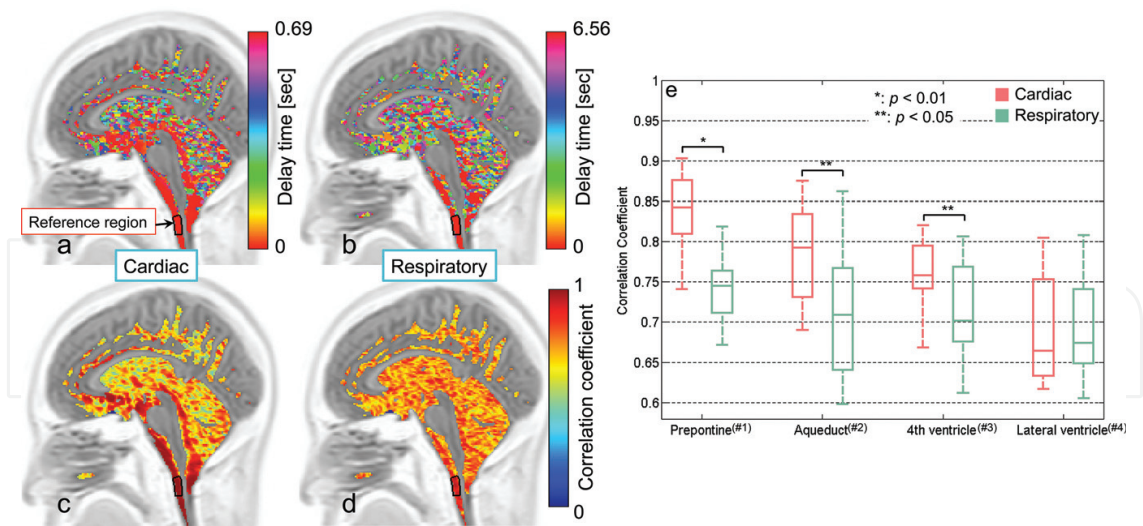 0.69
Delay time [sec]
0
Reference region
a
6.56
Delay time [sec]
0
b
Cardiac
Respiratory
1
Correlation coefficient
0
c
d
e
*: p < 0.01
**: p < 0.05
Cardiac
Respiratory
Correlation Coefficient
1
0.95
0.9
0.85
0.8
0.75
0.7
0.65
0.6
*
**
**
Prepontine(#1)
Aqueduct(#2)
4th ventricle(#3)
Lateral ventricle(#4)